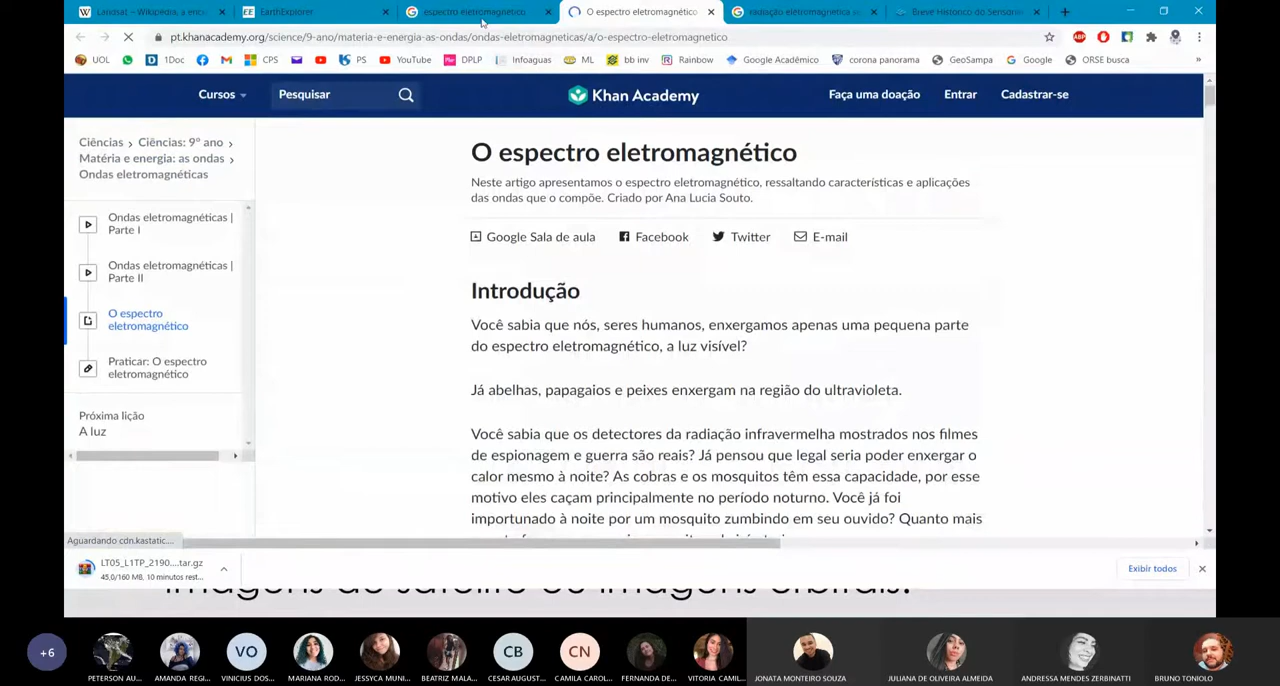 Landsat – Wikipédia, a enci
EarthExplorer
espectro eletromagnético
O espectro eletromagnético
radiação eletromagnetica
Breve Histórico do Sensoria
pt.khanacademy.org/science/9-ano/materia-e-energia-as-ondas/ondas-eletromagneticas/a/o-espectro-eletromagnetico
UOL
1Doc
CPS
PS
YouTube
DPLP
Infoaguas
ML
bb inv
Rainbow
Google Acadêmico
corona panorama
GeoSampa
Google
ORSE busca
Cursos
Pesquisar
Khan Academy
Faça uma doação
Entrar
Cadastrar-se
Ciências > Ciências: 9º ano >
Matéria e energia: as ondas >
Ondas eletromagnéticas
Ondas eletromagnéticas |
Parte I
Ondas eletromagnéticas |
Parte II
O espectro
eletromagnético
Praticar: O espectro
eletromagnético
Próxima lição
A luz
O espectro eletromagnético
Neste artigo apresentamos o espectro eletromagnético, ressaltando características e aplicações
das ondas que o compõe. Criado por Ana Lucia Souto.
Google Sala de aula
Facebook
Twitter
E-mail
Introdução
Você sabia que nós, seres humanos, enxergamos apenas uma pequena parte
do espectro eletromagnético, a luz visível?
Já abelhas, papagaios e peixes enxergam na região do ultravioleta.
Você sabia que os detectores da radiação infravermelha mostrados nos filmes
de espionagem e guerra são reais? Já pensou que legal seria poder enxergar o
calor mesmo à noite? As cobras e os mosquitos têm essa capacidade, por esse
motivo eles caçam principalmente no período noturno. Você já foi
importunado à noite por um mosquito zumbindo em seu ouvido? Quanto mais
Aguardando cdn.kastatic....
LT05_L1TP_2190....tar.gz
45,0/160 MB, 10 minutos rest...
Exibir todos
imagens de satélite ou imagens orbitais.
+6
VO
CB
CN
PETERSON AU...
AMANDA REGI...
VINICIUS DOS...
MARIANA ROD...
JESSYCA MUNI...
BEATRIZ MALA...
CESAR AUGUST...
CAMILA CAROL...
FERNANDA DE...
VITORIA CAMIL...
JONATA MONTEIRO SOUZA
JULIANA DE OLIVEIRA ALMEIDA
ANDRESSA MENDES ZERBINATTI
BRUNO TONIOLO